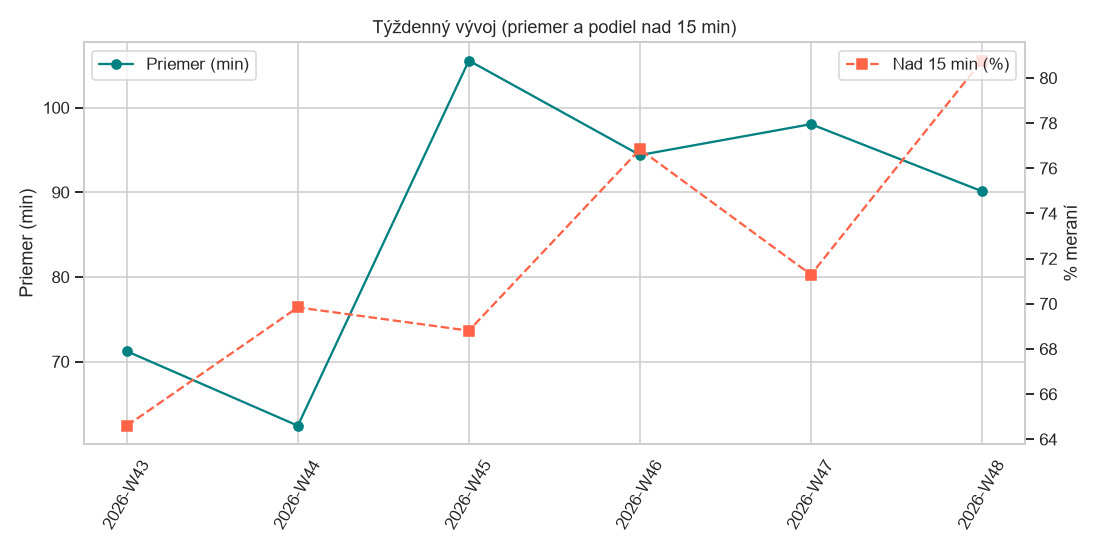 Týždenný vývoj (priemer a podiel nad 15 min)
Priemer (min)
Nad 15 min (%)
Priemer (min)
100
90
80
70
% meraní
80
78
76
74
72
70
68
66
64
2026-W43
2026-W44
2026-W45
2026-W46
2026-W47
2026-W48